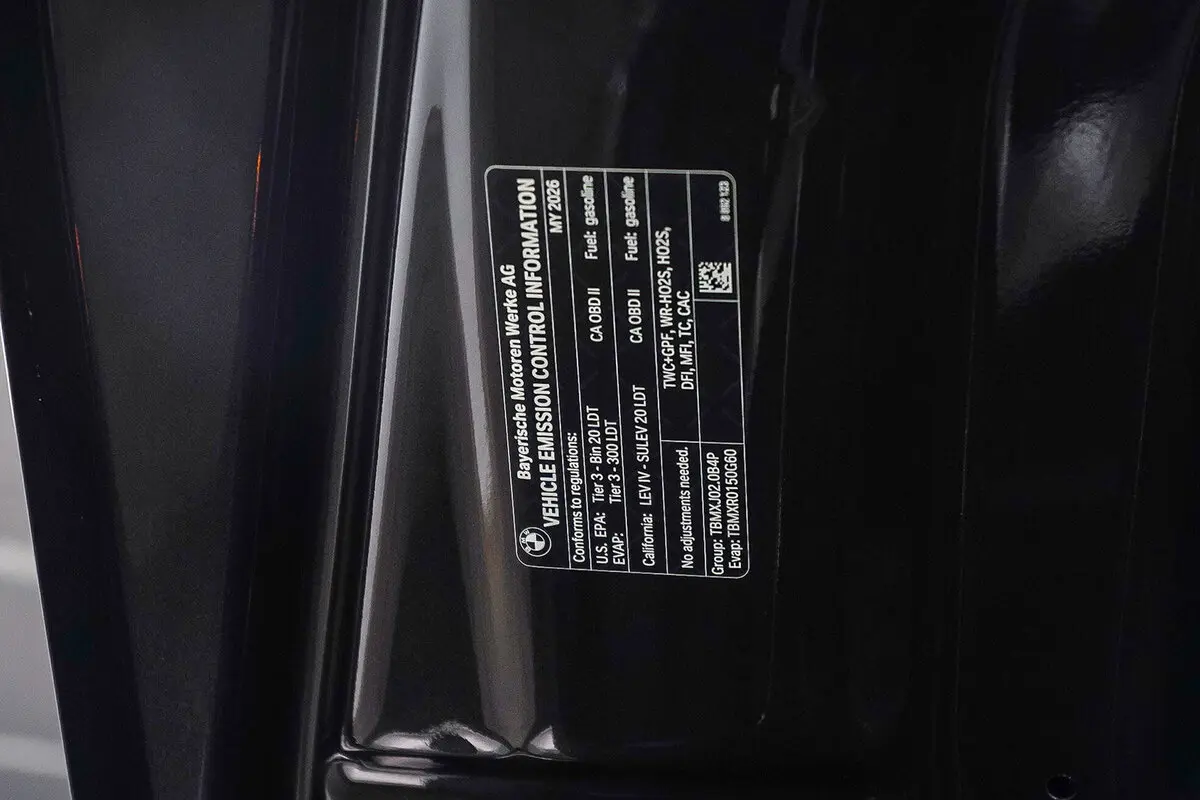 Bayerische Motoren Werke AG
VEHICLE EMISSION CONTROL INFORMATION
MY 2026
Conforms to regulations:
U.S. EPA: Tier 3 - Bin 20 LDT CA OBD II Fuel: gasoline
EVAP: Tier 3 - 300 LDT
California: LEV IV - SULEV 20 LDT CA OBD II Fuel: gasoline
No adjustments needed.
TWC+GPF, WR-HO2S, HO2S,
DFI, MFI, TC, CAC
Group: TBMXJ02.0B4P
Evap: TBMXR0150G60